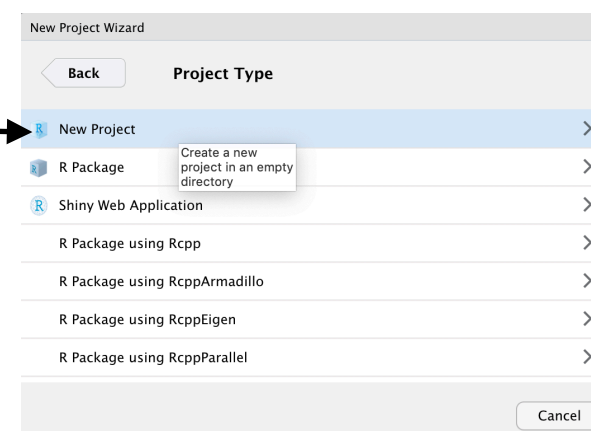 New Project Wizard
Back
Project Type
New Project
R Package
Create a new
project in an empty
directory
Shiny Web Application
R Package using Rcpp
R Package using RcppArmadillo
R Package using RcppEigen
R Package using RcppParallel
Cancel